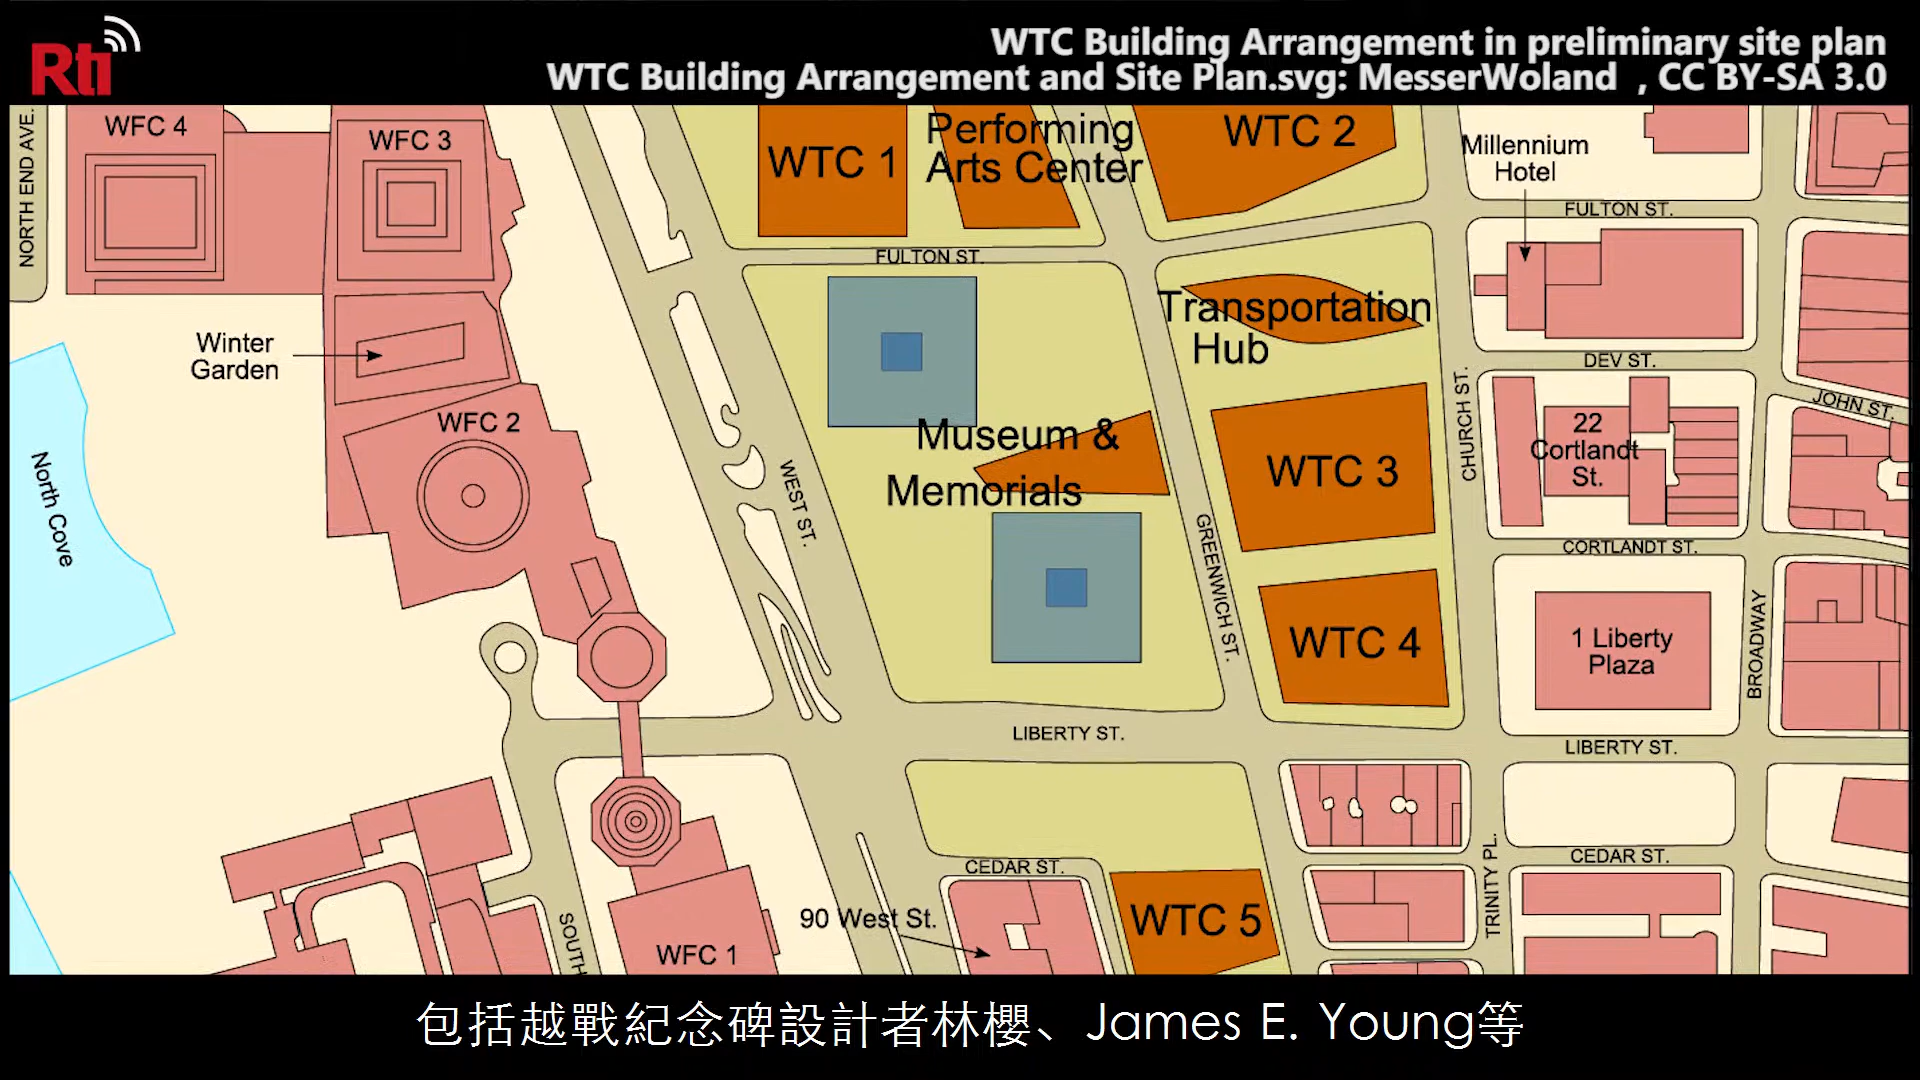 Rti
WTC Building Arrangement in preliminary site plan
WTC Building Arrangement and Site Plan.svg: MesserWoland , CC BY-SA 3.0
NORTH END AVE.
WFC 4
WFC 3
WTC 1
Performing
Arts Center
WTC 2
Millennium
Hotel
FULTON ST.
FULTON ST.
Winter
Garden
Transportation
Hub
DEV ST.
JOHN ST.
WFC 2
Museum &
Memorials
WTC 3
CHURCH ST.
22
Cortlandt
St.
North Cove
WEST ST.
GREENWICH ST.
CORTLANDT ST.
WTC 4
1 Liberty
Plaza
BROADWAY
LIBERTY ST.
LIBERTY ST.
CEDAR ST.
CEDAR ST.
TRINITY PL.
90 West St.
WTC 5
SOUTH
WFC 1
包括越戰紀念碑設計者林櫻、James E. Young等